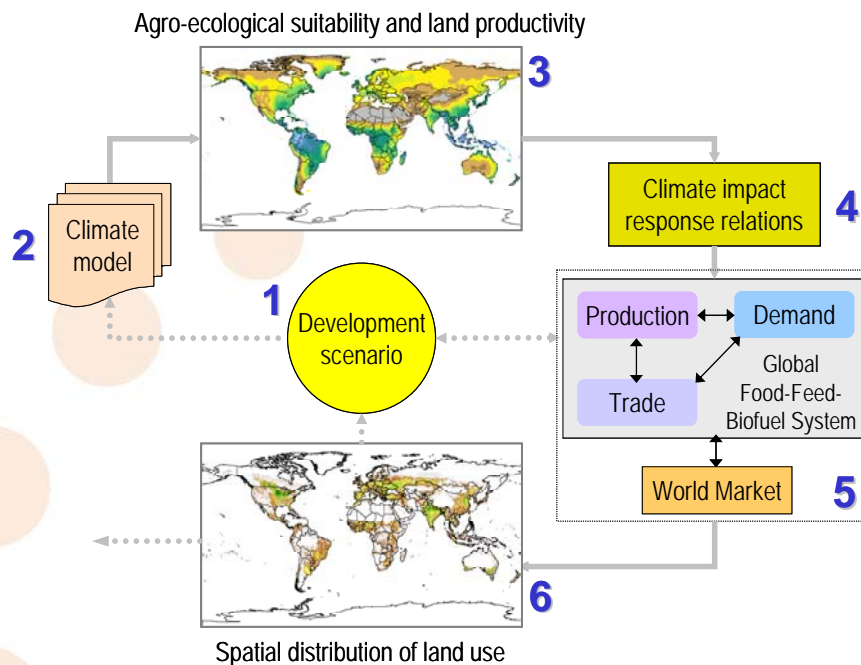 Agro-ecological suitability and land productivity
3
2
Climate
model
Climate impact
response relations
4
1
Development
scenario
Production
Demand
Trade
Global
Food-Feed-
Biofuel System
World Market
5
6
Spatial distribution of land use